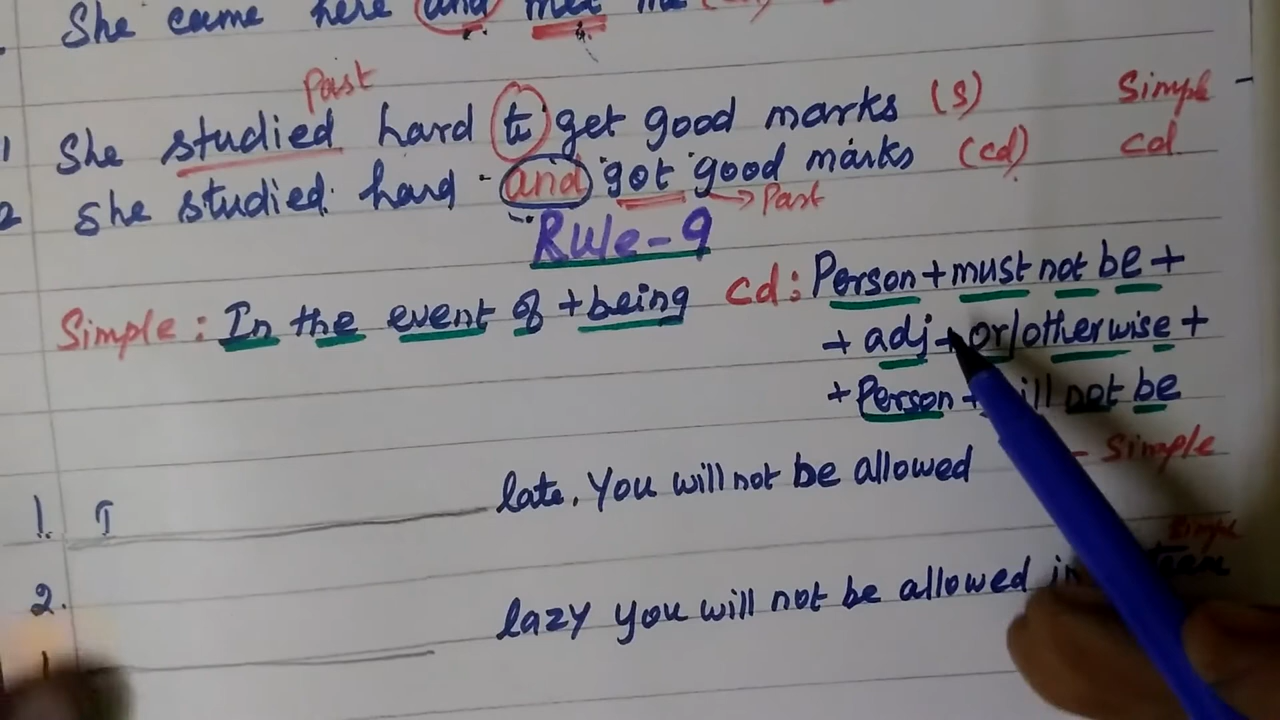 She came here and met me
Past
1 She studied hard to get good marks (s) Simple
2 She studied hard and got good marks (cd) cd
Past
Rule-9
Simple: In the event of + being cd: Person + must not be +
+ adj + or/otherwise +
+ Person + will not be
1. I late. You will not be allowed - Simple
Simple
2. lazy you will not be allowed in